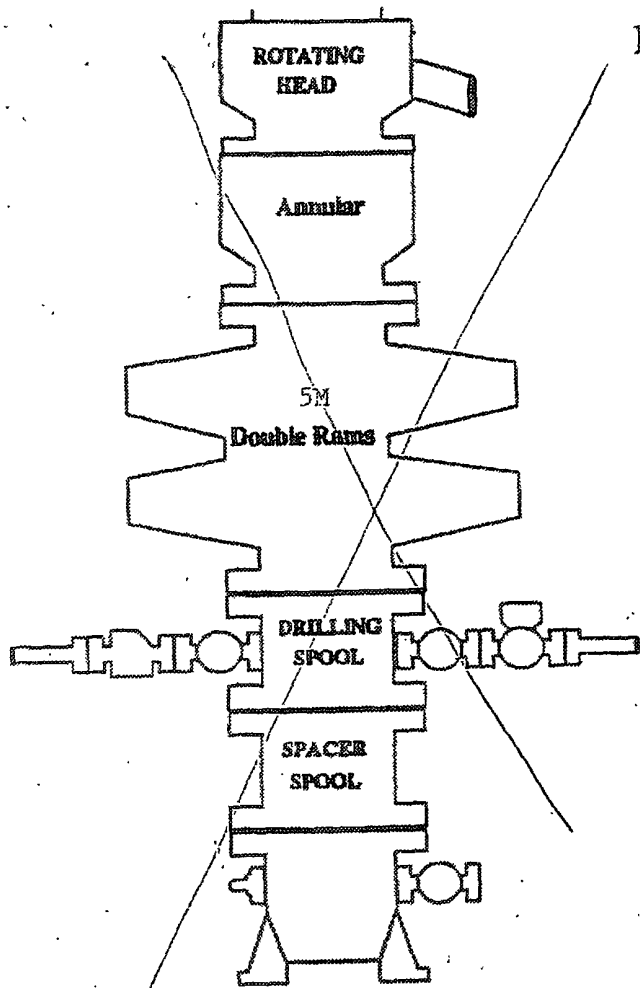 ROTATING
HEAD
Annular
5M
Double Rams
DRILLING
SPOOL
SPACER
SPOOL